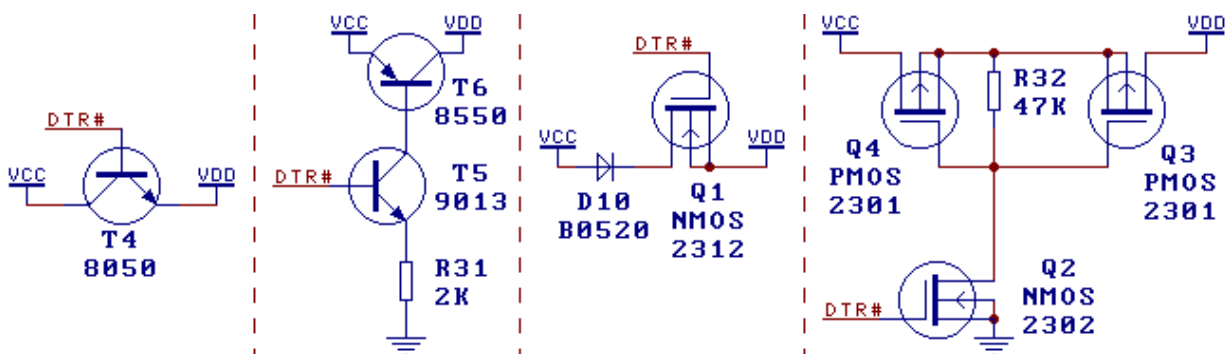 DTR#
VCC
VDD
T4
8050
VCC
VDD
T6
8550
DTR#
T5
9013
R31
2K
DTR#
VCC
VDD
D10
B0520
Q1
NMOS
2312
VCC
VDD
R32
47K
Q4
PMOS
2301
Q3
PMOS
2301
DTR#
Q2
NMOS
2302